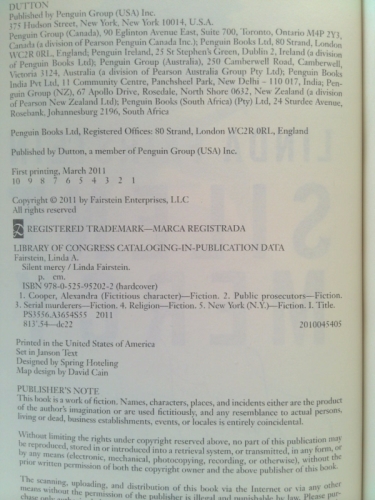 DUTTON
Published by Penguin Group (USA) Inc.
375 Hudson Street, New York, New York 10014, U.S.A.
Penguin Group (Canada), 90 Eglinton Avenue East, Suite 700, Toronto, Ontario M4P 2Y3,
Canada (a division of Pearson Penguin Canada Inc.); Penguin Books Ltd, 80 Strand, London
WC2R 0RL, England; Penguin Ireland, 25 St Stephen's Green, Dublin 2, Ireland (a division
of Penguin Books Ltd); Penguin Group (Australia), 250 Camberwell Road, Camberwell,
Victoria 3124, Australia (a division of Pearson Australia Group Pty Ltd); Penguin Books
India Pvt Ltd, 11 Community Centre, Panchsheel Park, New Delhi – 110 017, India; Pen-
guin Group (NZ), 67 Apollo Drive, Rosedale, North Shore 0632, New Zealand (a division
of Pearson New Zealand Ltd); Penguin Books (South Africa) (Pty) Ltd, 24 Sturdee Avenue,
Rosebank, Johannesburg 2196, South Africa
Penguin Books Ltd, Registered Offices: 80 Strand, London WC2R 0RL, England
Published by Dutton, a member of Penguin Group (USA) Inc.
First printing, March 2011
10 9 8 7 6 5 4 3 2 1
Copyright © 2011 by Fairstein Enterprises, LLC
All rights reserved
REGISTERED TRADEMARK—MARCA REGISTRADA
LIBRARY OF CONGRESS CATALOGING-IN-PUBLICATION DATA
Fairstein, Linda A.
Silent mercy / Linda Fairstein.
p. cm.
ISBN 978-0-525-95202-2 (hardcover)
1. Cooper, Alexandra (Fictitious character)—Fiction. 2. Public prosecutors—Fiction.
3. Serial murderers—Fiction. 4. Religion—Fiction. 5. New York (N.Y.)—Fiction. I. Title.
PS3556.A3654S55 2011
813'.54—dc22 2010045405
Printed in the United States of America
Set in Janson Text
Designed by Spring Hoteling
Map design by David Cain
PUBLISHER'S NOTE
This book is a work of fiction. Names, characters, places, and incidents either are the product
of the author's imagination or are used fictitiously, and any resemblance to actual persons,
living or dead, business establishments, events, or locales is entirely coincidental.
Without limiting the rights under copyright reserved above, no part of this publication may
be reproduced, stored in or introduced into a retrieval system, or transmitted, in any form, or
by any means (electronic, mechanical, photocopying, recording, or otherwise), without the
prior written permission of both the copyright owner and the above publisher of this book.
The scanning, uploading, and distribution of this book via the Internet or via any other
means without the permission of the publisher is illegal and punishable by law. Please pur-